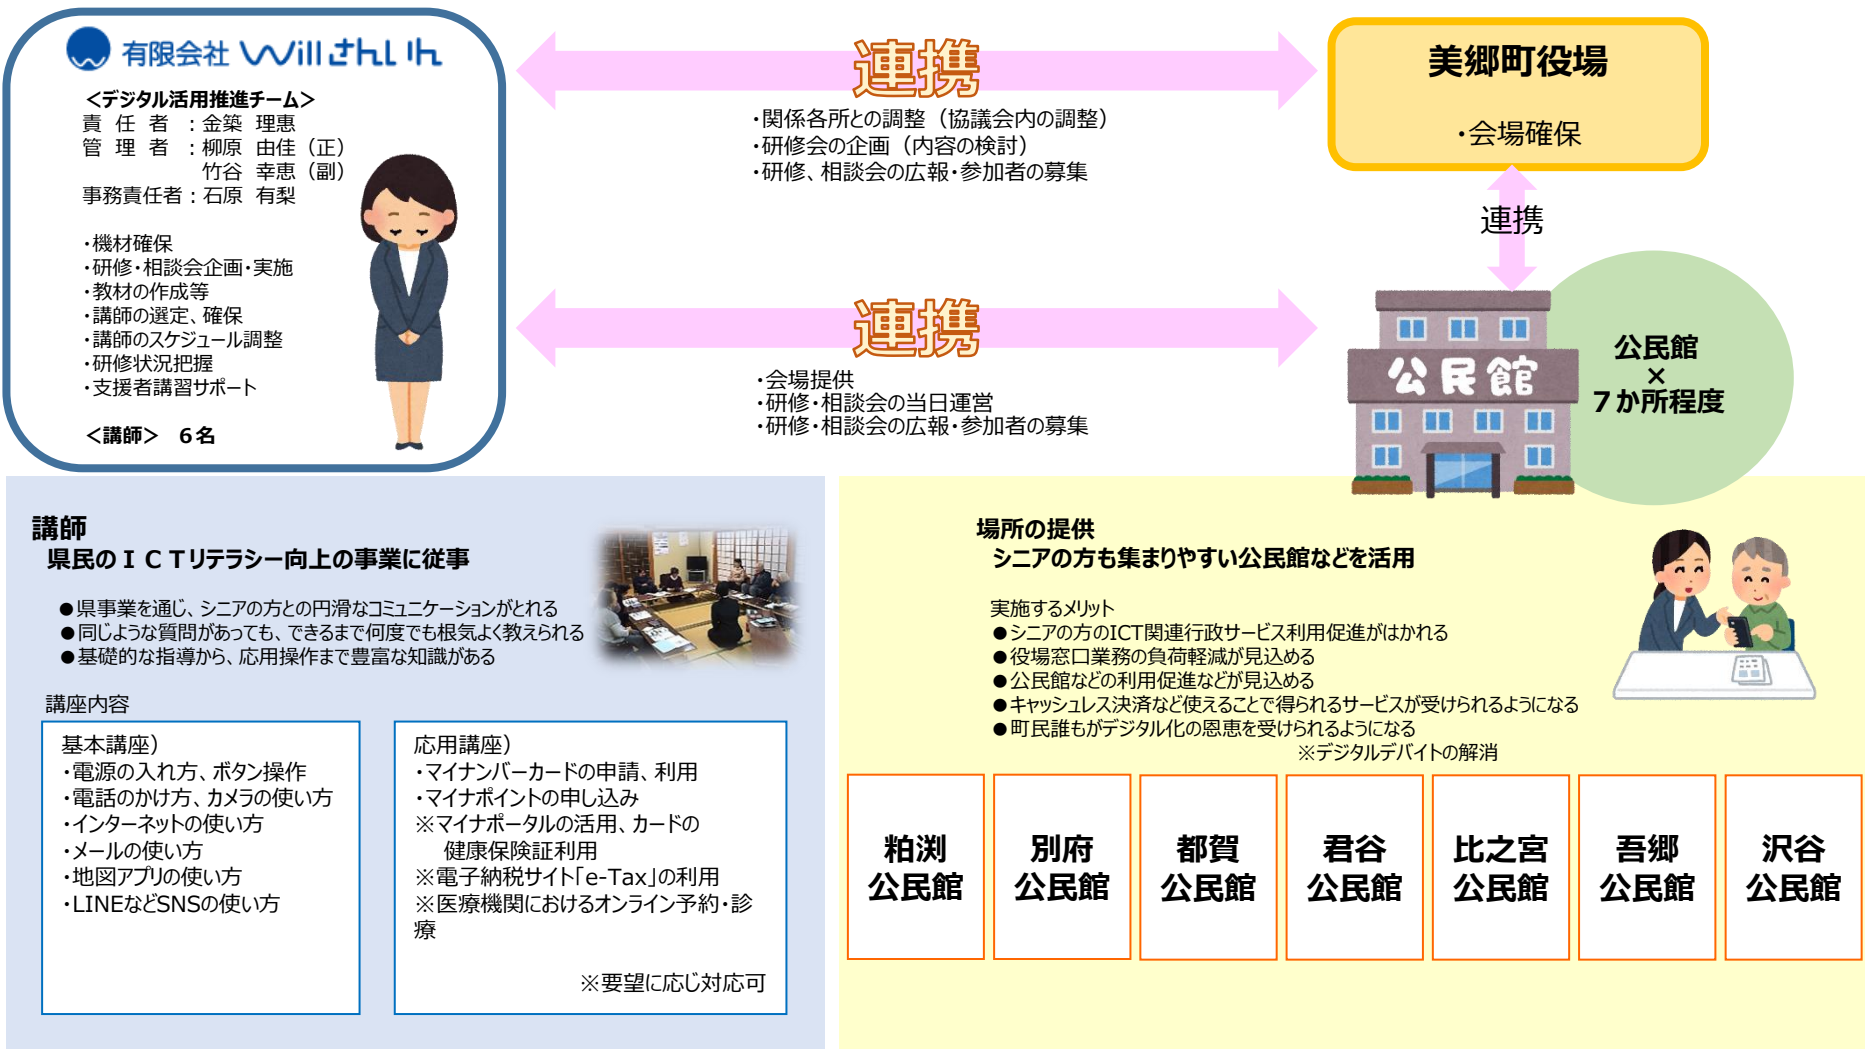 有限会社 Willさんいん
<デジタル活用推進チーム>
責 任 者 :金築 理恵
管 理 者 :柳原 由佳(正)
竹谷 幸恵(副)
事務責任者:石原 有梨
・機材確保
・研修・相談会企画・実施
・教材の作成等
・講師の選定、確保
・講師のスケジュール調整
・研修状況把握
・支援者講習サポート
<講師> 6名
連携
・関係各所との調整(協議会内の調整)
・研修会の企画(内容の検討)
・研修、相談会の広報・参加者の募集
美郷町役場
・会場確保
連携
連携
・会場提供
・研修・相談会の当日運営
・研修・相談会の広報・参加者の募集
公民館
公民館
×
7か所程度
講師
県民のICTリテラシー向上の事業に従事
●県事業を通じ、シニアの方との円滑なコミュニケーションがとれる
●同じような質問があっても、できるまで何度でも根気よく教えられる
●基礎的な指導から、応用操作まで豊富な知識がある
講座内容
基本講座)
・電源の入れ方、ボタン操作
・電話のかけ方、カメラの使い方
・インターネットの使い方
・メールの使い方
・地図アプリの使い方
・LINEなどSNSの使い方
応用講座)
・マイナンバーカードの申請、利用
・マイナポイントの申し込み
※マイナポータルの活用、カードの
健康保険証利用
※電子納税サイト「e-Tax」の利用
※医療機関におけるオンライン予約・診
療
※要望に応じ対応可
場所の提供
シニアの方も集まりやすい公民館などを活用
実施するメリット
●シニアの方のICT関連行政サービス利用促進がはかれる
●役場窓口業務の負荷軽減が見込める
●公民館などの利用促進などが見込める
●キャッシュレス決済など使えることで得られるサービスが受けられるようになる
●町民誰もがデジタル化の恩恵を受けられるようになる
※デジタルデバイトの解消
粕渕
公民館
別府
公民館
都賀
公民館
君谷
公民館
比之宮
公民館
吾郷
公民館
沢谷
公民館